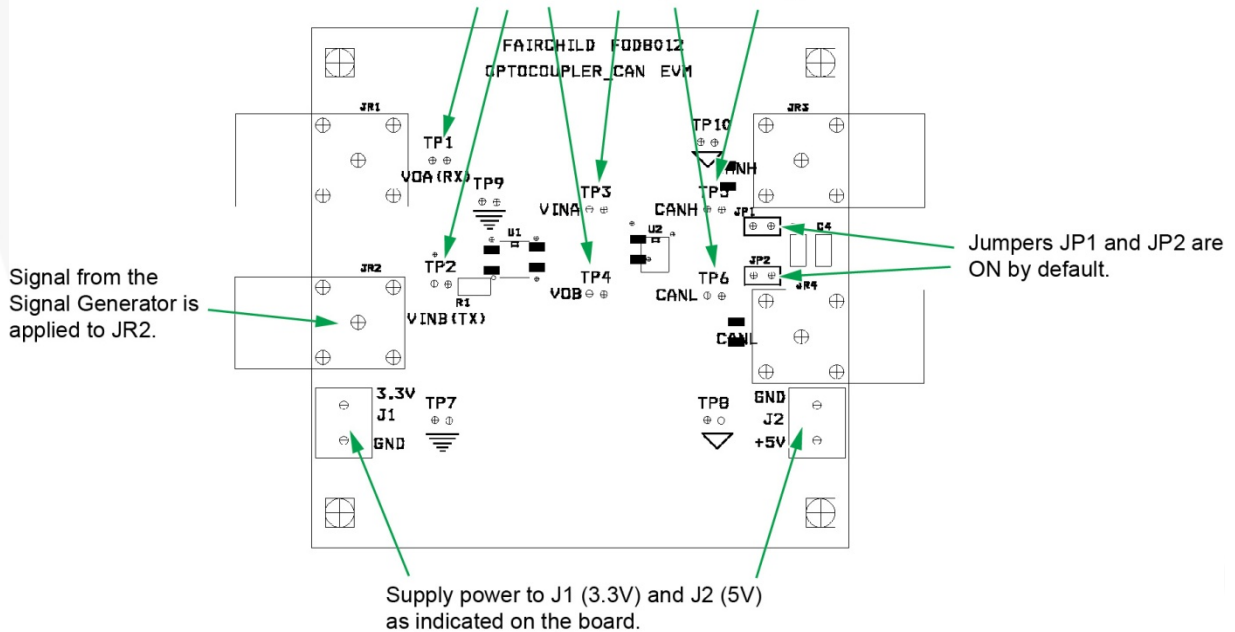 FAIRCHILD FODB012
OPTOCOUPLER_CAN EVM
JR1
JR3
TP1
TP10
VOA(RX)
TP9
TP3
TP5
VINA
CANH
JP1
U1
U2
C4
Jumpers JP1 and JP2 are
ON by default.
Signal from the
Signal Generator is
applied to JR2.
JR2
TP2
TP4
TP6
JP2
JR4
R1
VOB
CANL
VINB(TX)
CANL
3.3V
J1
GND
TP7
TP8
GND
J2
+5V
Supply power to J1 (3.3V) and J2 (5V)
as indicated on the board.